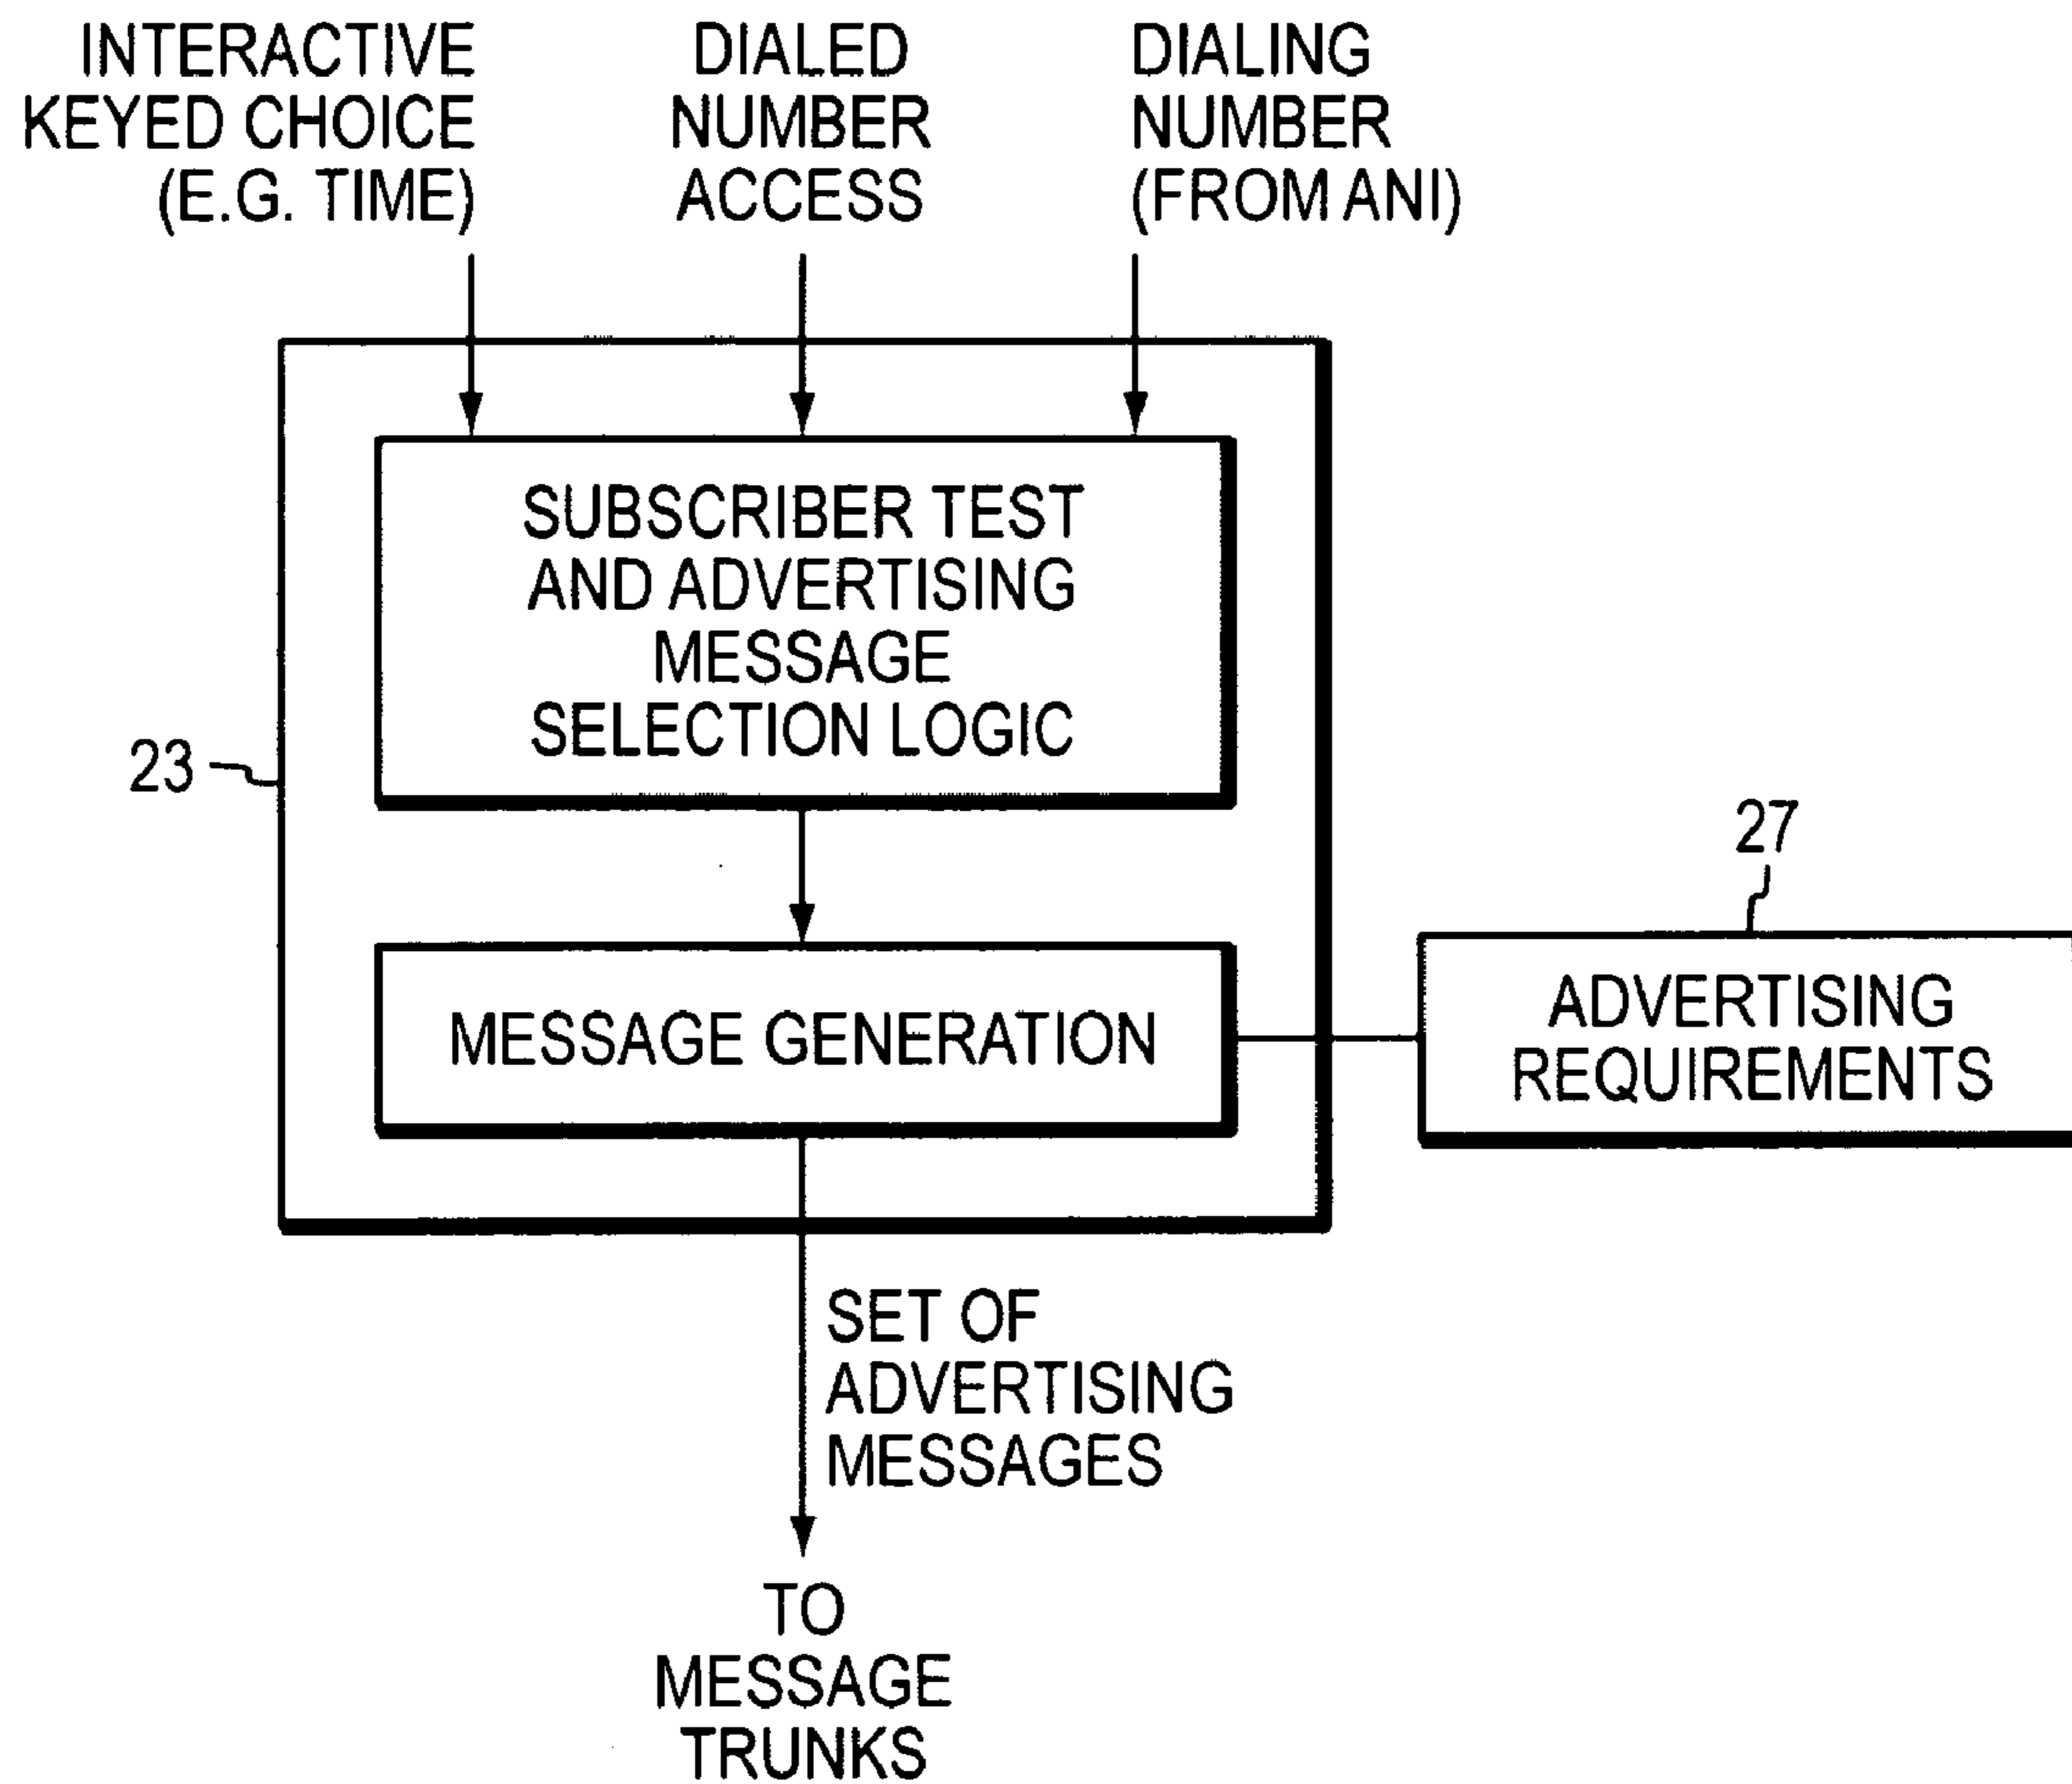 INTERACTIVE
KEYED CHOICE
(E.G. TIME)
DIALED
NUMBER
ACCESS
DIALING
NUMBER
(FROM ANI)
SUBSCRIBER TEST
AND ADVERTISING
MESSAGE
SELECTION LOGIC
23
27
MESSAGE GENERATION
ADVERTISING
REQUIREMENTS
SET OF
ADVERTISING
MESSAGES
TO
MESSAGE
TRUNKS